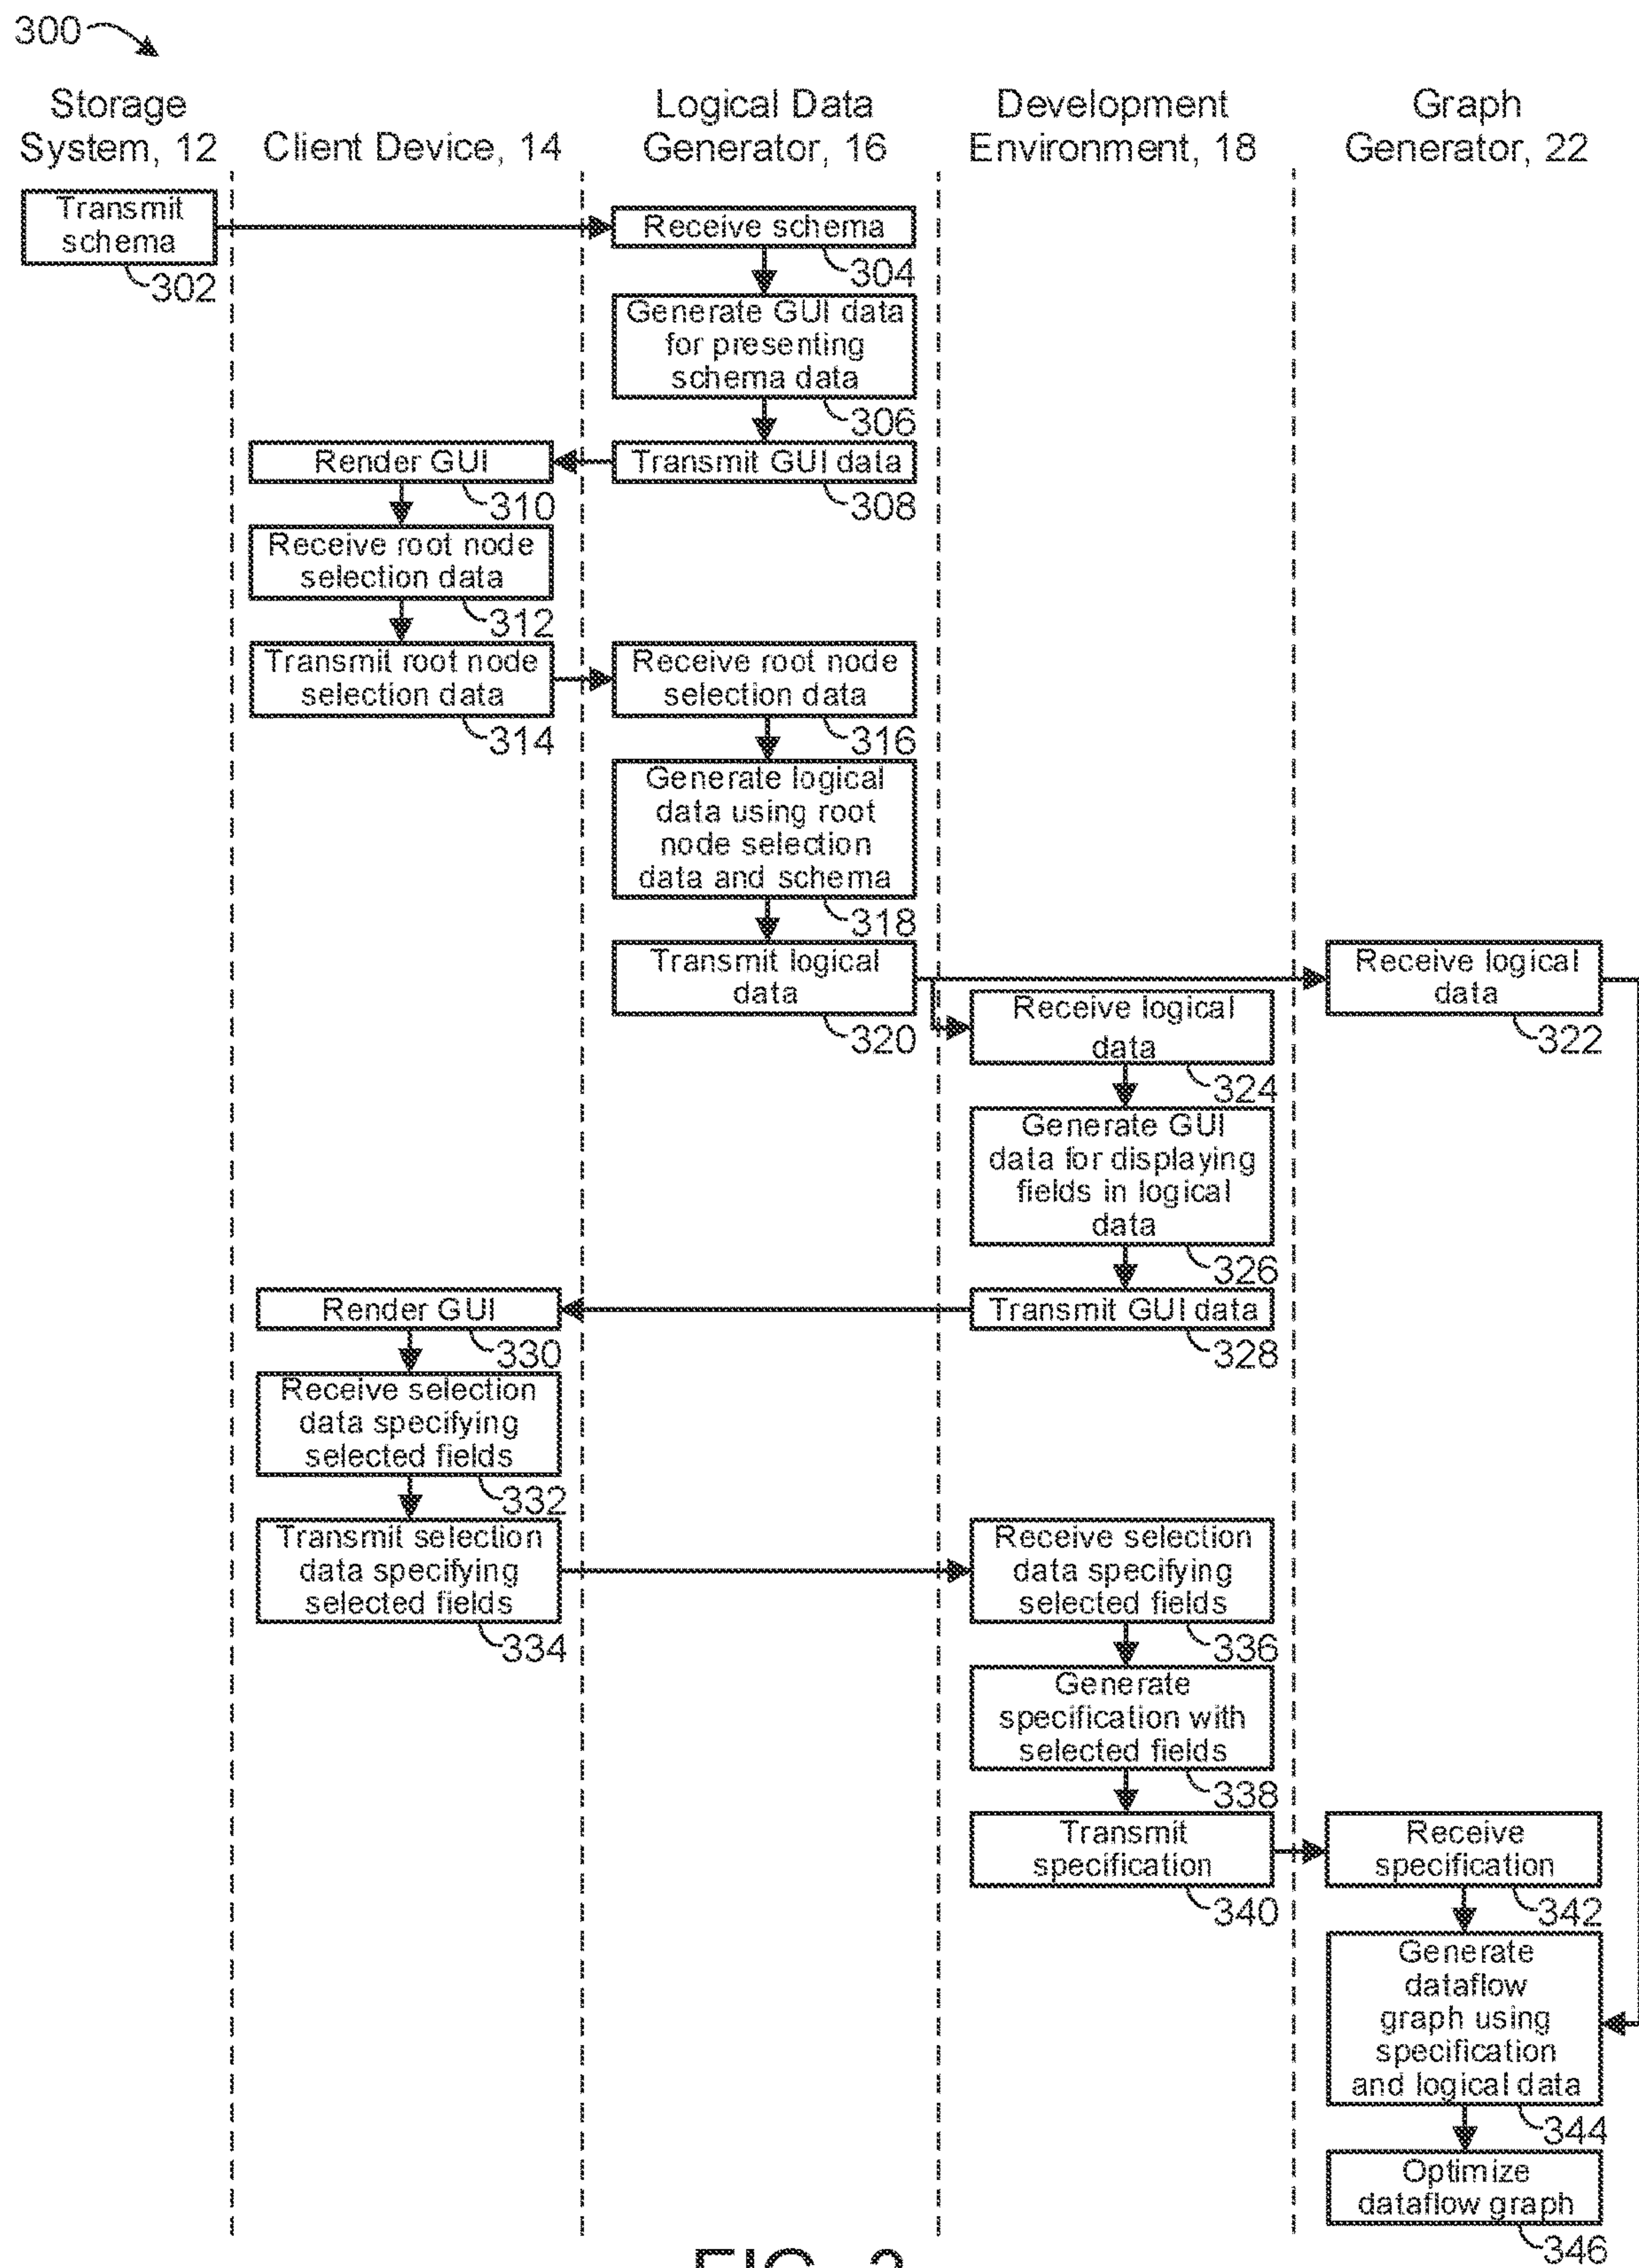 300
Storage
System, 12
Client Device, 14
Logical Data
Generator, 16
Development
Environment, 18
Graph
Generator, 22
Transmit
schema
302
Receive schema
304
Generate GUI data
for presenting
schema data
306
Render GUI
310
Transmit GUI data
308
Receive root node
selection data
312
Transmit root node
selection data
314
Receive root node
selection data
316
Generate logical
data using root
node selection
data and schema
318
Transmit logical
data
320
Receive logical
data
322
Receive logical
data
324
Generate GUI
data for displaying
fields in logical
data
326
Render GUI
330
Transmit GUI data
328
Receive selection
data specifying
selected fields
332
Transmit selection
data specifying
selected fields
334
Receive selection
data specifying
selected fields
336
Generate
specification with
selected fields
338
Transmit
specification
340
Receive
specification
342
Generate
dataflow
graph using
specification
and logical data
344
Optimize
dataflow graph
346